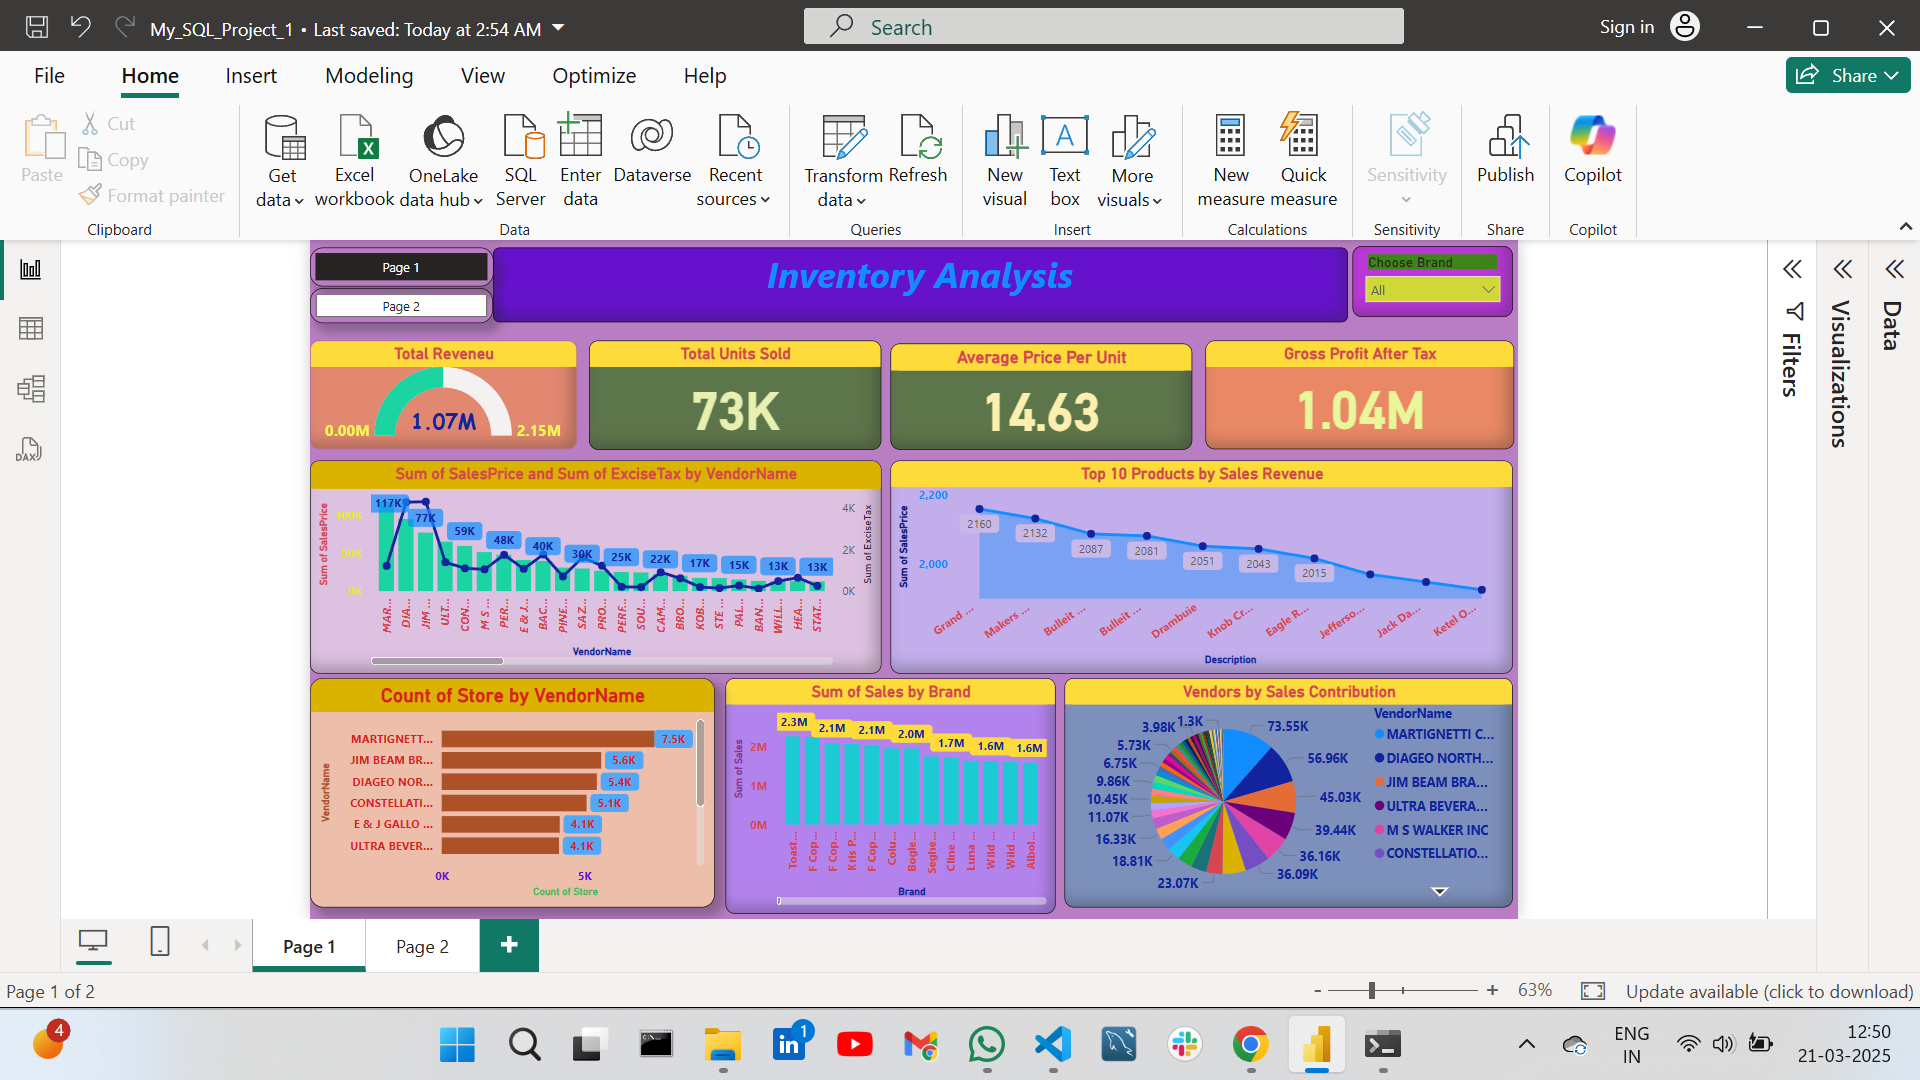 My_SQL_Project_1 • Last saved: Today at 2:54 AM
Search
Sign in
File
Home
Insert
Modeling
View
Optimize
Help
Share
Paste
Cut
Copy
Format painter
Clipboard
Get data
Excel workbook
OneLake data hub
SQL Server
Enter data
Dataverse
Recent sources
Data
Transform data
Refresh
Queries
New visual
Text box
More visuals
Insert
New measure
Quick measure
Calculations
Sensitivity
Sensitivity
Publish
Share
Copilot
Copilot
DAX
Page 1
Page 2
Inventory Analysis
Choose Brand
All
Filters
Visualizations
Data
Total Reveneu
1.07M
0.00M
2.15M
Total Units Sold
73K
Average Price Per Unit
14.63
Gross Profit After Tax
1.04M
Sum of SalesPrice and Sum of ExciseTax by VendorName
Sum of SalesPrice
100K
50K
0K
117K
77K
59K
48K
40K
30K
25K
22K
17K
15K
13K
13K
4K
2K
0K
Sum of ExciseTax
MAR...
DIA...
JIM ...
ULT...
CON...
M S ...
PER...
E & J...
BAC...
PINE...
SAZ...
PRO...
PERF...
SOU...
CAM...
BRO...
KOB...
STE ...
PAL...
BAN...
WILL...
HEA...
STAT...
VendorName
Top 10 Products by Sales Revenue
Sum of SalesPrice
2,200
2,000
2160
2132
2087
2081
2051
2043
2015
Grand ...
Makers ...
Bulleit ...
Bulleit ...
Drambuie
Knob Cr...
Eagle R...
Jefferso...
Jack Da...
Ketel O...
Description
Count of Store by VendorName
VendorName
MARTIGNETT...
7.5K
JIM BEAM BR...
5.6K
DIAGEO NOR...
5.4K
CONSTELLATI...
5.1K
E & J GALLO ...
4.1K
ULTRA BEVER...
4.1K
0K
5K
Count of Store
Sum of Sales by Brand
Sum of Sales
2M
1M
0M
2.3M
2.1M
2.1M
2.0M
1.7M
1.6M
1.6M
Toast...
F Cop...
F Cop...
Kris P...
F Cop...
Colu...
Bogle...
Seghe...
Cline ...
Luna ...
Wild ...
Wild ...
Albol...
Brand
Vendors by Sales Contribution
73.55K
56.96K
45.03K
39.44K
36.16K
36.09K
23.07K
18.81K
16.33K
11.07K
10.45K
9.86K
6.75K
5.73K
3.98K
1.3K
VendorName
MARTIGNETTI C...
DIAGEO NORTH...
JIM BEAM BRA...
ULTRA BEVERA...
M S WALKER INC
CONSTELLATIO...
Page 1
Page 2
+
Page 1 of 2
- + 63%
Update available (click to download)
4
1
ENG
IN
12:50
21-03-2025